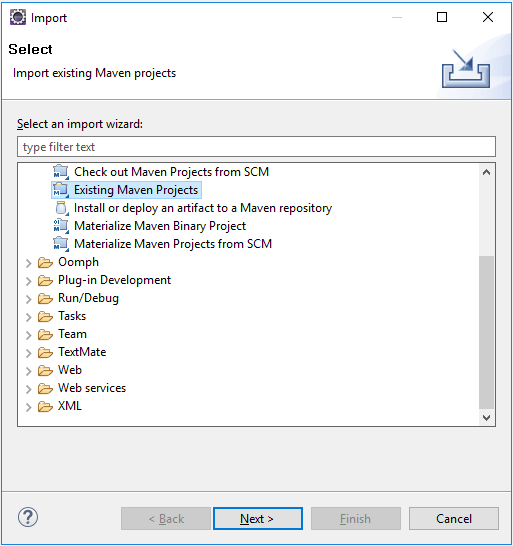 Import
Select
Import existing Maven projects
Select an import wizard:
type filter text
Check out Maven Projects from SCM
Existing Maven Projects
Install or deploy an artifact to a Maven repository
Materialize Maven Binary Project
Materialize Maven Projects from SCM
Oomph
Plug-in Development
Run/Debug
Tasks
Team
TextMate
Web
Web services
XML
?
< Back
Next >
Finish
Cancel